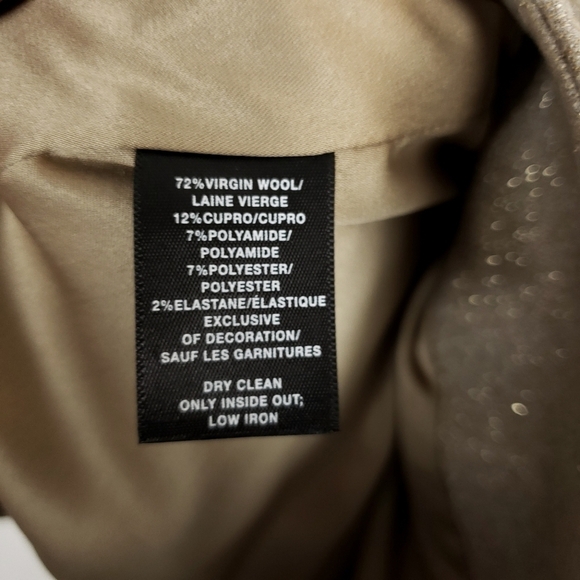 72%VIRGIN WOOL/
LAINE VIERGE
12%CUPRO/CUPRO
7%POLYAMIDE/
POLYAMIDE
7%POLYESTER/
POLYESTER
2%ELASTANE/ÉLASTIQUE
EXCLUSIVE
OF DECORATION/
SAUF LES GARNITURES
DRY CLEAN
ONLY INSIDE OUT;
LOW IRON